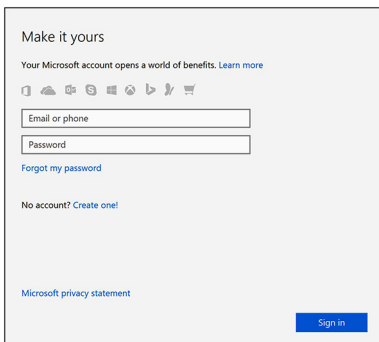 Make it yours
Your Microsoft account opens a world of benefits. Learn more
Email or phone
Password
Forgot my password
No account? Create one!
Microsoft privacy statement
Sign in